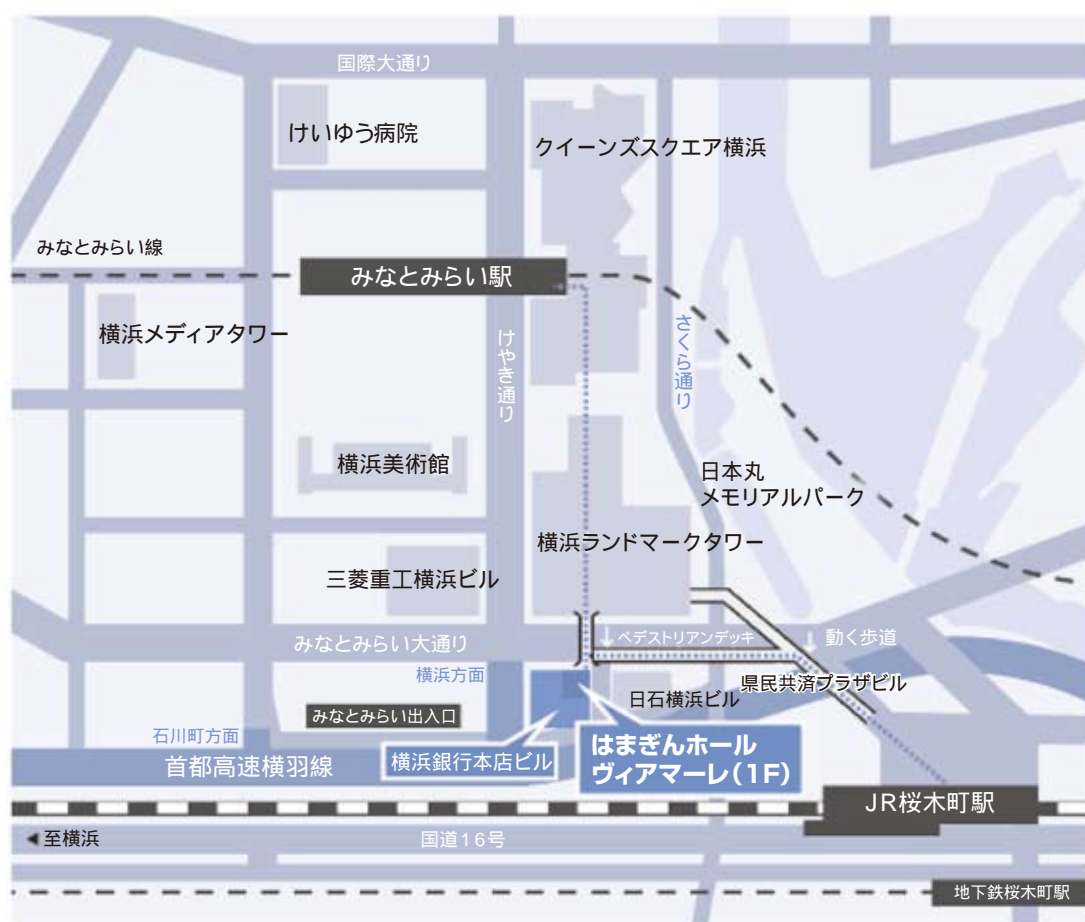 国際大通り
けいゆう病院
クイーンズスクエア横浜
みなとみらい線
みなとみらい駅
横浜メディアタワー
けやき通り
さくら通り
横浜美術館
日本丸
メモリアルパーク
横浜ランドマークタワー
三菱重工横浜ビル
みなとみらい大通り
↓ペデストリアンデッキ
↓動く歩道
横浜方面
県民共済プラザビル
日石横浜ビル
みなとみらい出入口
石川町方面
首都高速横羽線
横浜銀行本店ビル
はまぎんホール
ヴィアマーレ(1F)
JR桜木町駅
◀至横浜
国道16号
地下鉄桜木町駅